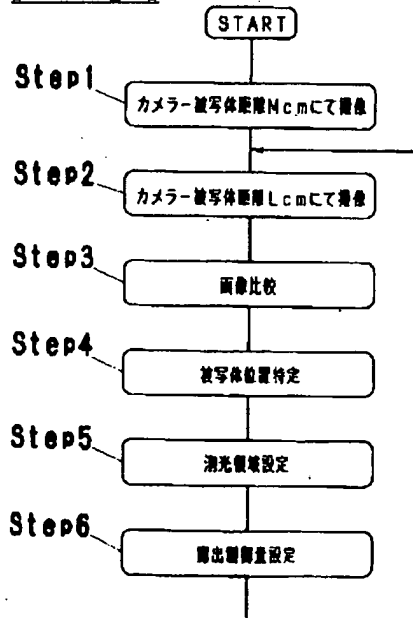 START
Step1
カメラー被写体距離Mcmにて撮像
Step2
カメラー被写体距離Lcmにて撮像
Step3
画像比較
Step4
被写体位置特定
Step5
測光領域設定
Step6
露出制御量設定